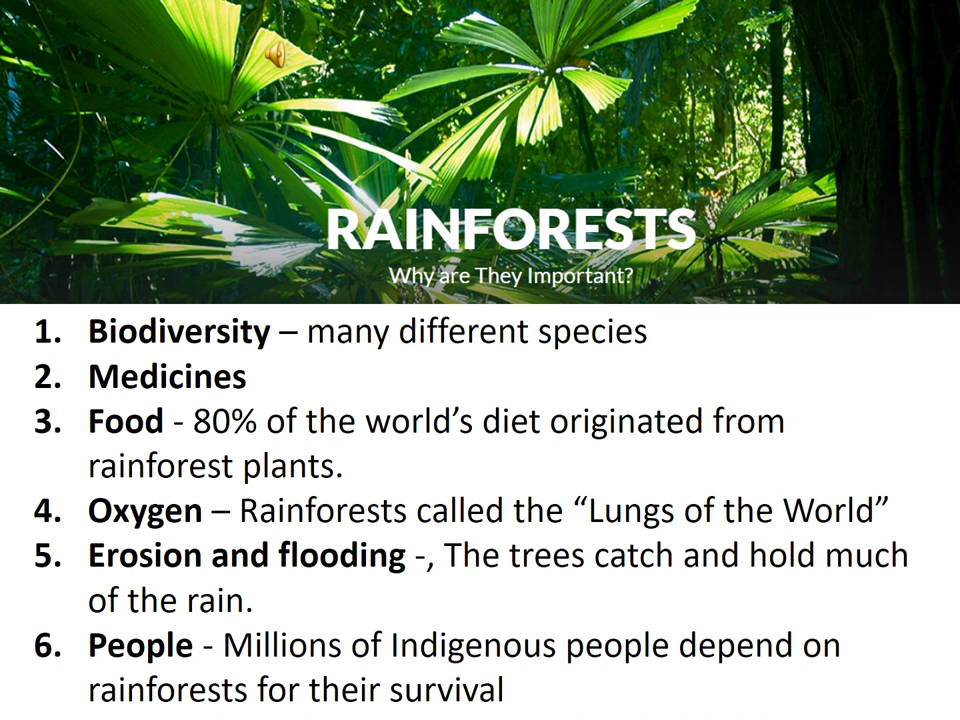 RAINFORESTS
Why are They Important?
1. Biodiversity – many different species
2. Medicines
3. Food - 80% of the world’s diet originated from
rainforest plants.
4. Oxygen – Rainforests called the “Lungs of the World”
5. Erosion and flooding -, The trees catch and hold much
of the rain.
6. People - Millions of Indigenous people depend on
rainforests for their survival